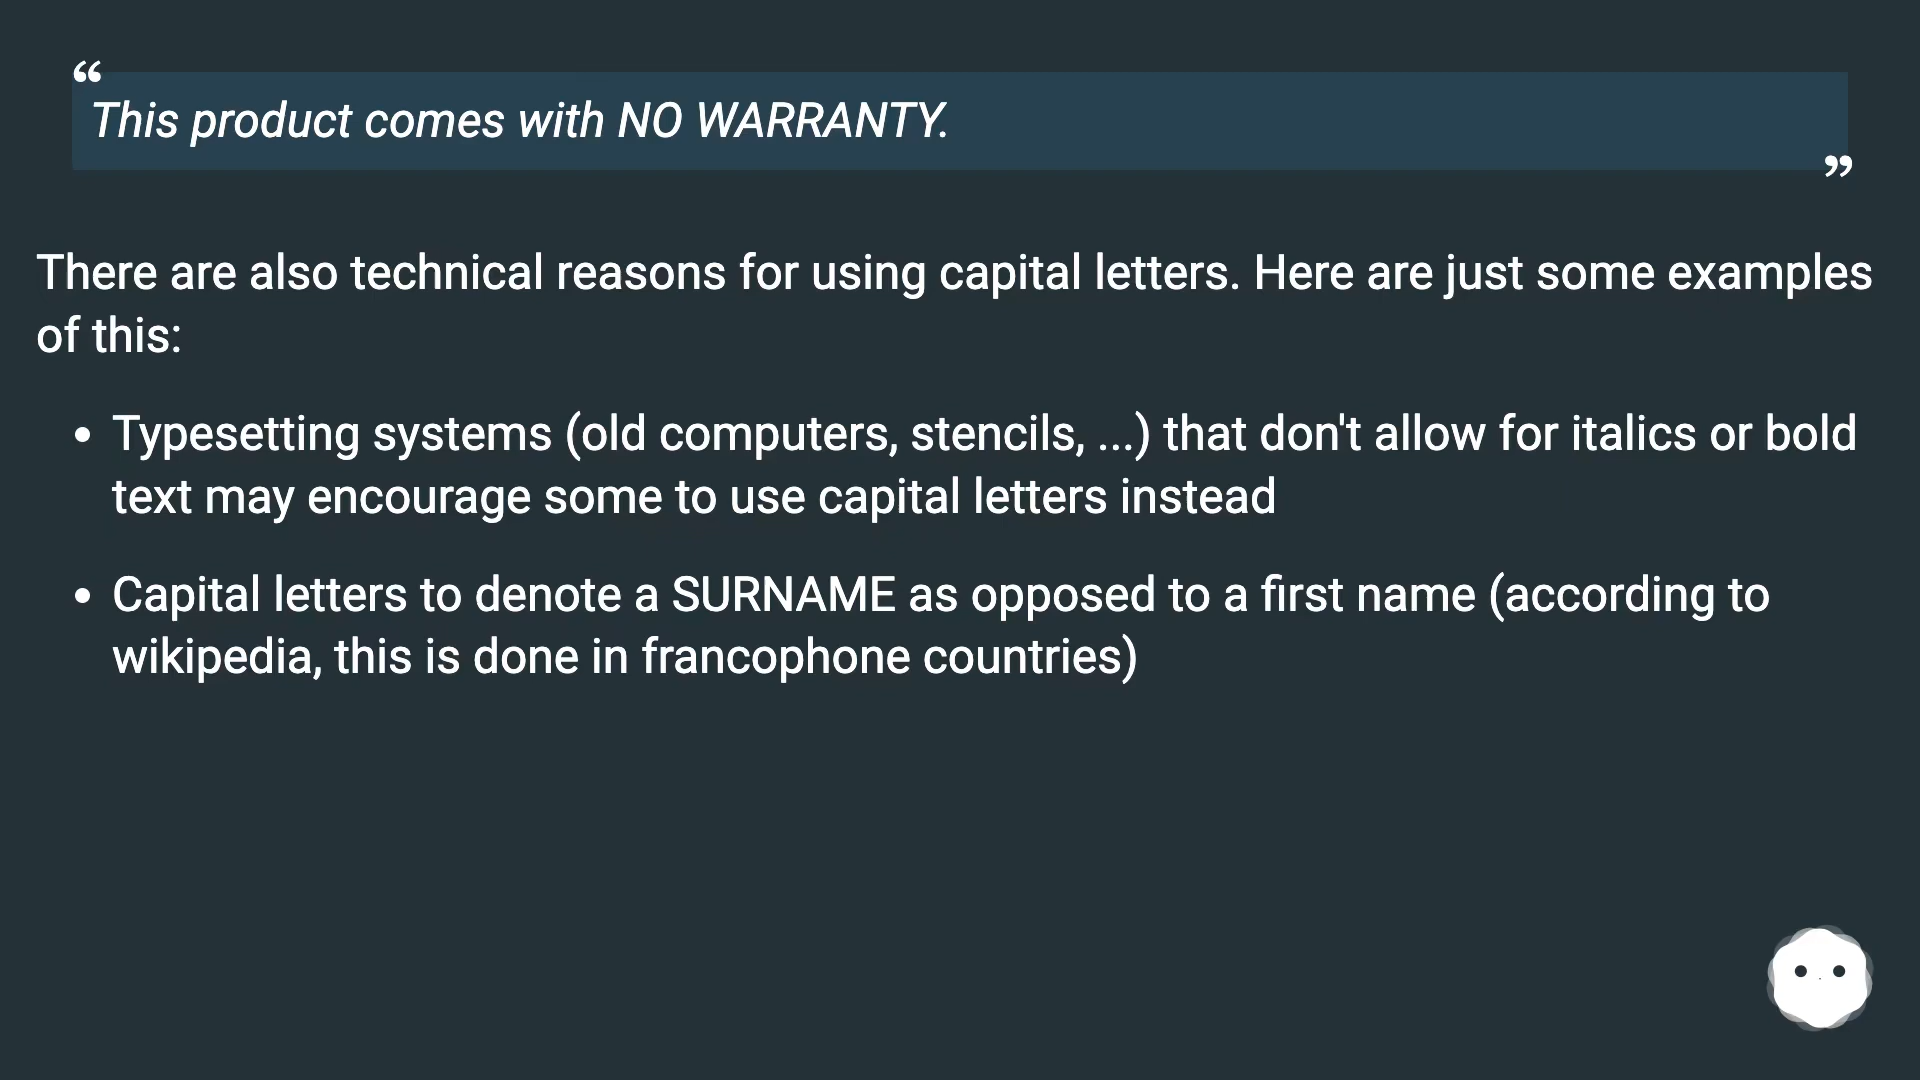 “
This product comes with NO WARRANTY.
”
There are also technical reasons for using capital letters. Here are just some examples
of this:
• Typesetting systems (old computers, stencils, ...) that don't allow for italics or bold
text may encourage some to use capital letters instead
• Capital letters to denote a SURNAME as opposed to a first name (according to
wikipedia, this is done in francophone countries)